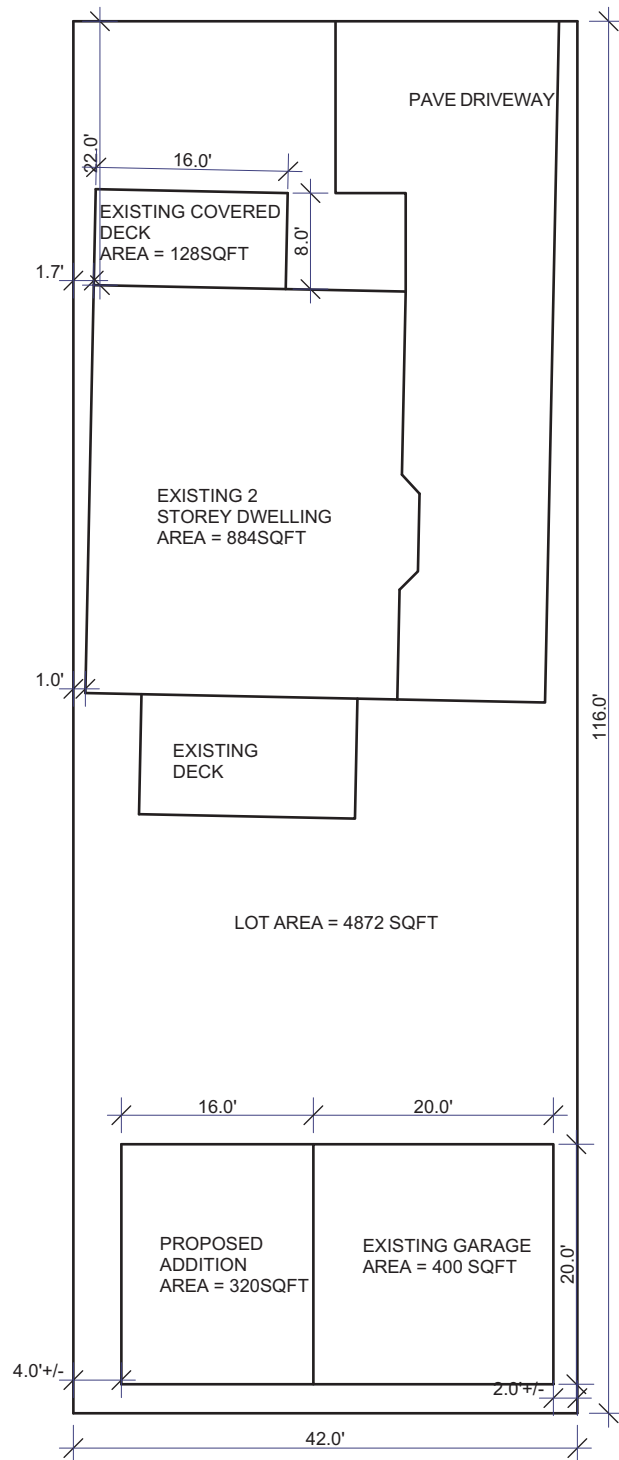 PAVE DRIVEWAY
22.0'
16.0'
EXISTING COVERED
DECK
AREA = 128SQFT
8.0'
1.7'
EXISTING 2
STOREY DWELLING
AREA = 884SQFT
1.0'
116.0'
EXISTING
DECK
LOT AREA = 4872 SQFT
16.0'
20.0'
PROPOSED
ADDITION
AREA = 320SQFT
EXISTING GARAGE
AREA = 400 SQFT
20.0'
4.0'+/-
2.0'+/-
42.0'